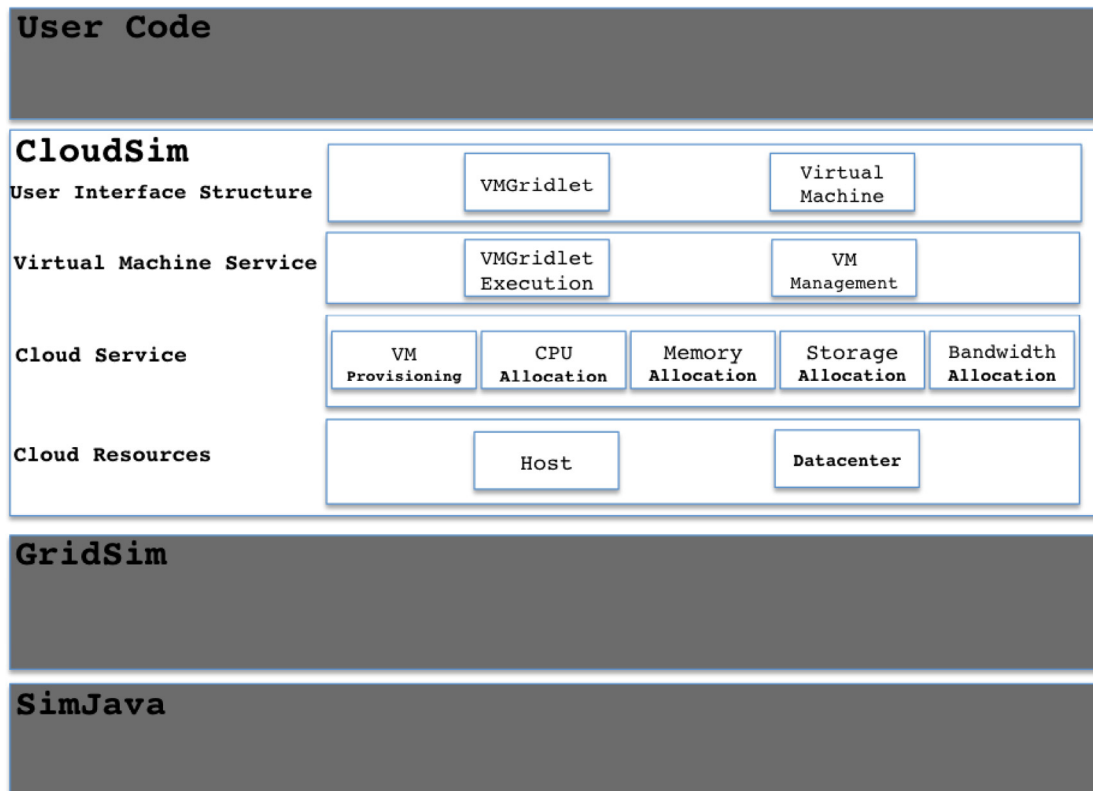 User Code
CloudSim
User Interface Structure
VMGridlet
Virtual
Machine
Virtual Machine Service
VMGridlet
Execution
VM
Management
Cloud Service
VM
Provisioning
CPU
Allocation
Memory
Allocation
Storage
Allocation
Bandwidth
Allocation
Cloud Resources
Host
Datacenter
GridSim
SimJava